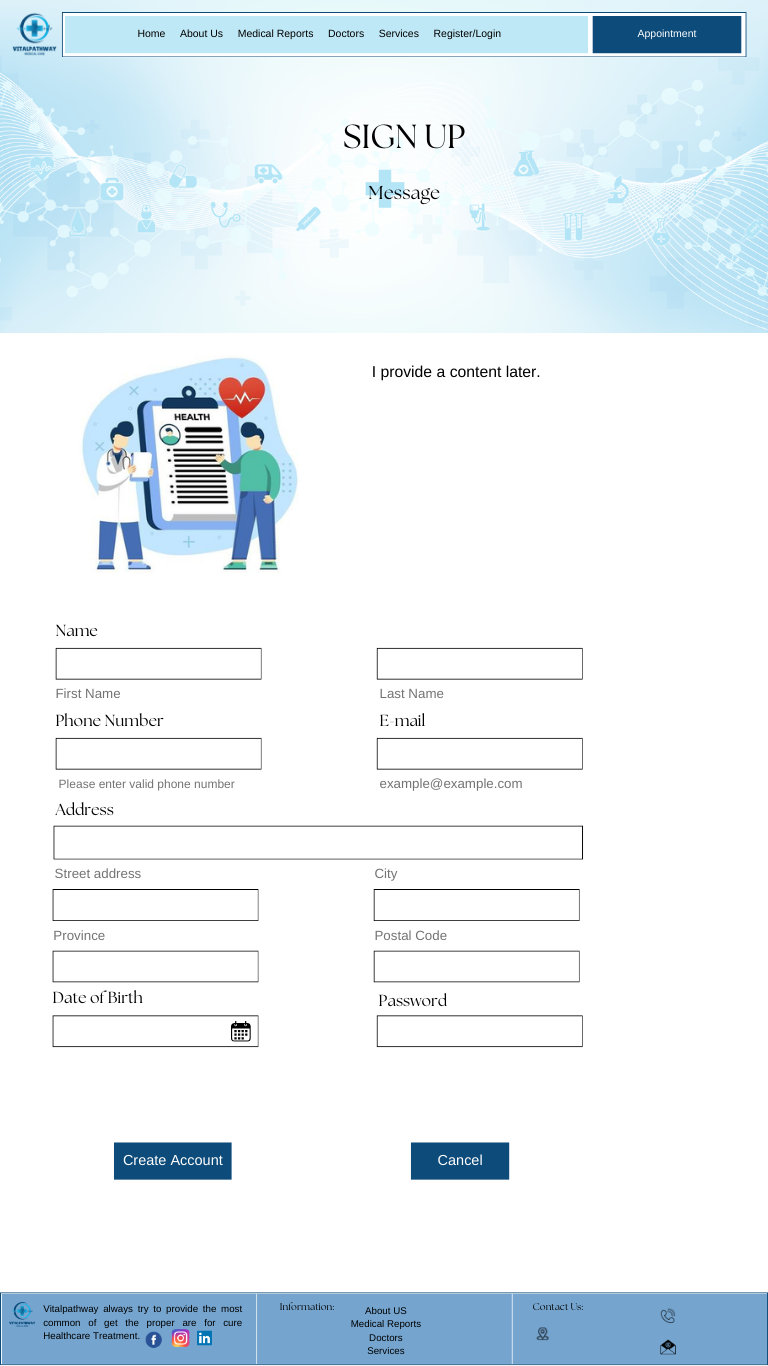 VITALPATHWAY
MEDICAL CARE
Home About Us Medical Reports Doctors Services Register/Login
Appointment
SIGN UP
Message
I provide a content later.
HEALTH
Name
First Name
Last Name
Phone Number
E-mail
Please enter valid phone number
example@example.com
Address
Street address
City
Province
Postal Code
Date of Birth
Password
Create Account
Cancel
Vitalpathway always try to provide the most
common of get the proper are for cure
Healthcare Treatment.
Information:
About US
Medical Reports
Doctors
Services
Contact Us: